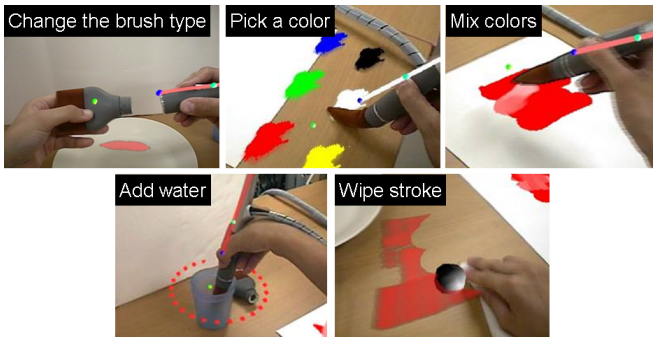 Change the brush type
Pick a color
Mix colors
Add water
Wipe stroke